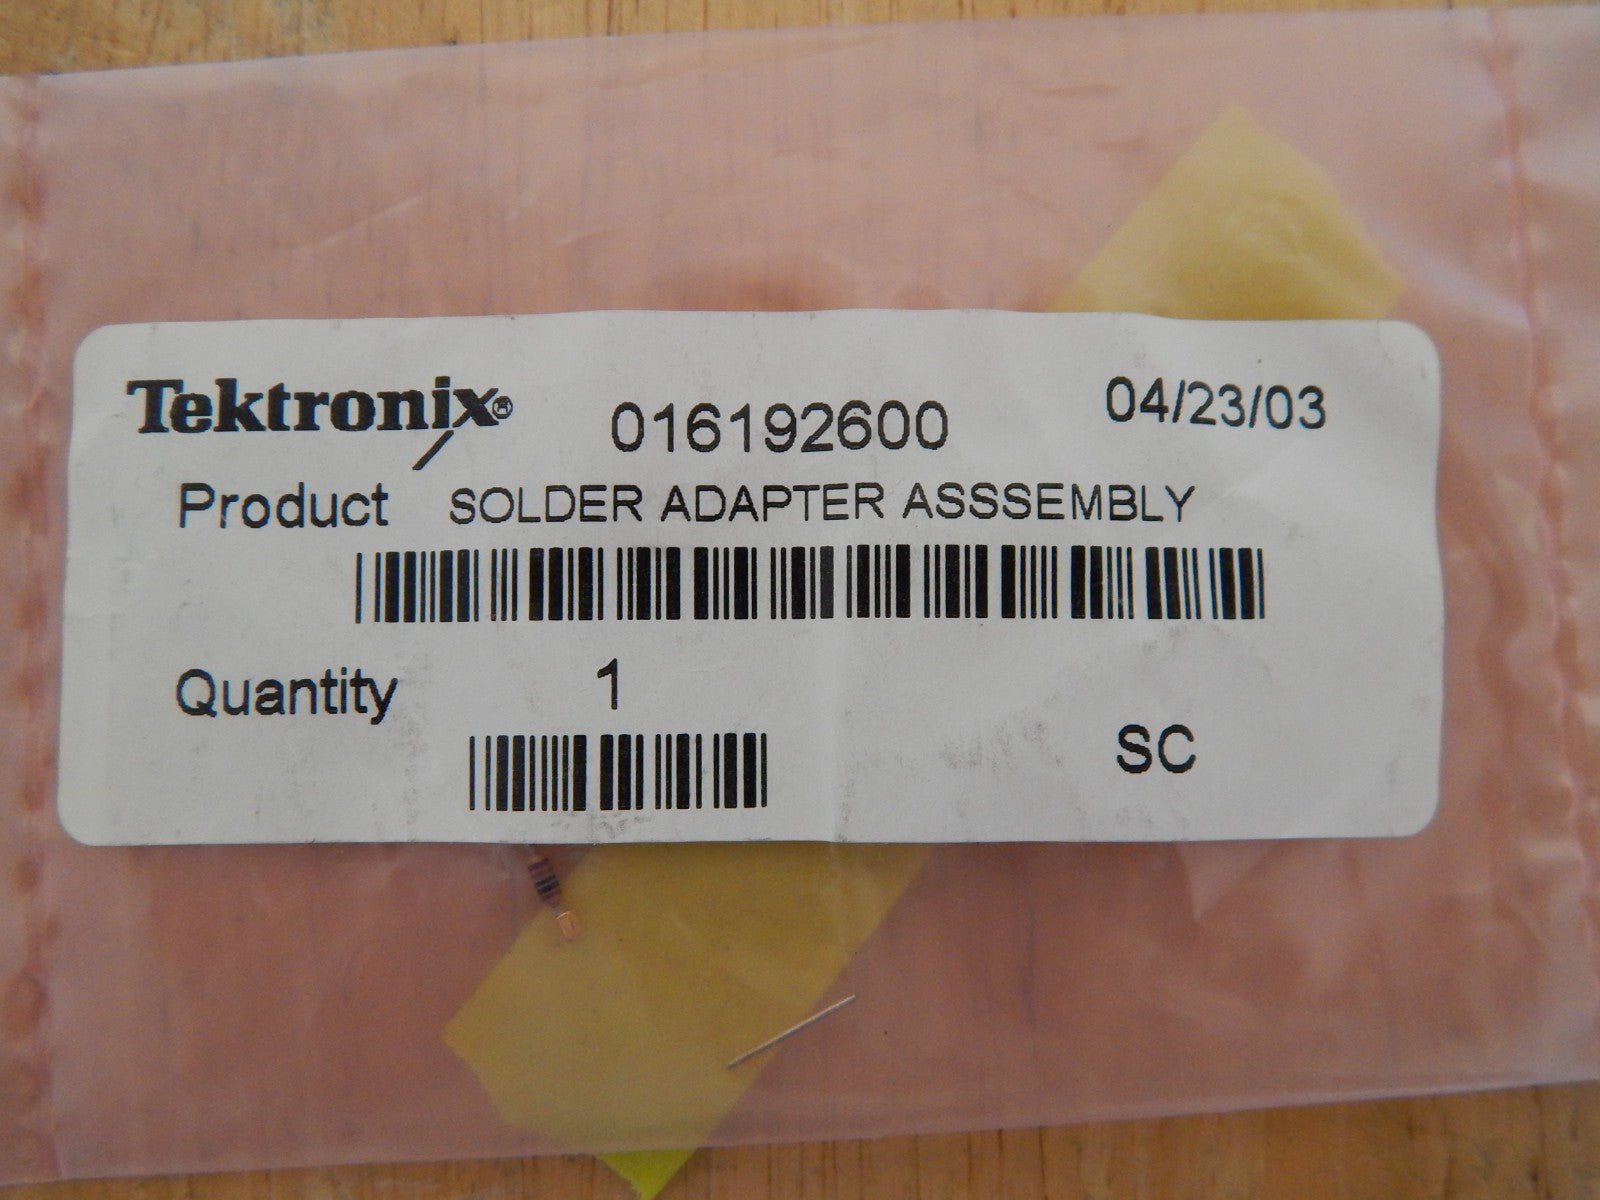 Tektronix® 016192600 04/23/03
Product SOLDER ADAPTER ASSSEMBLY
Quantity 1
SC